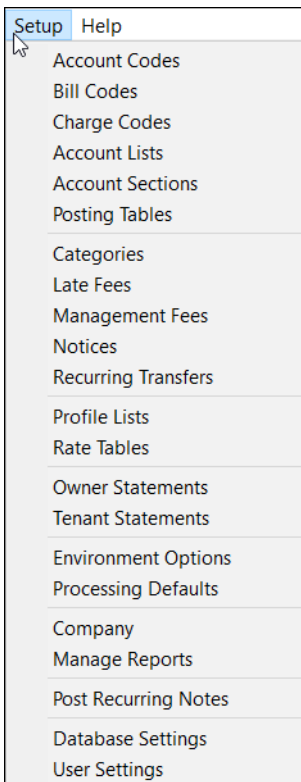 Setup Help
Account Codes
Bill Codes
Charge Codes
Account Lists
Account Sections
Posting Tables
Categories
Late Fees
Management Fees
Notices
Recurring Transfers
Profile Lists
Rate Tables
Owner Statements
Tenant Statements
Environment Options
Processing Defaults
Company
Manage Reports
Post Recurring Notes
Database Settings
User Settings